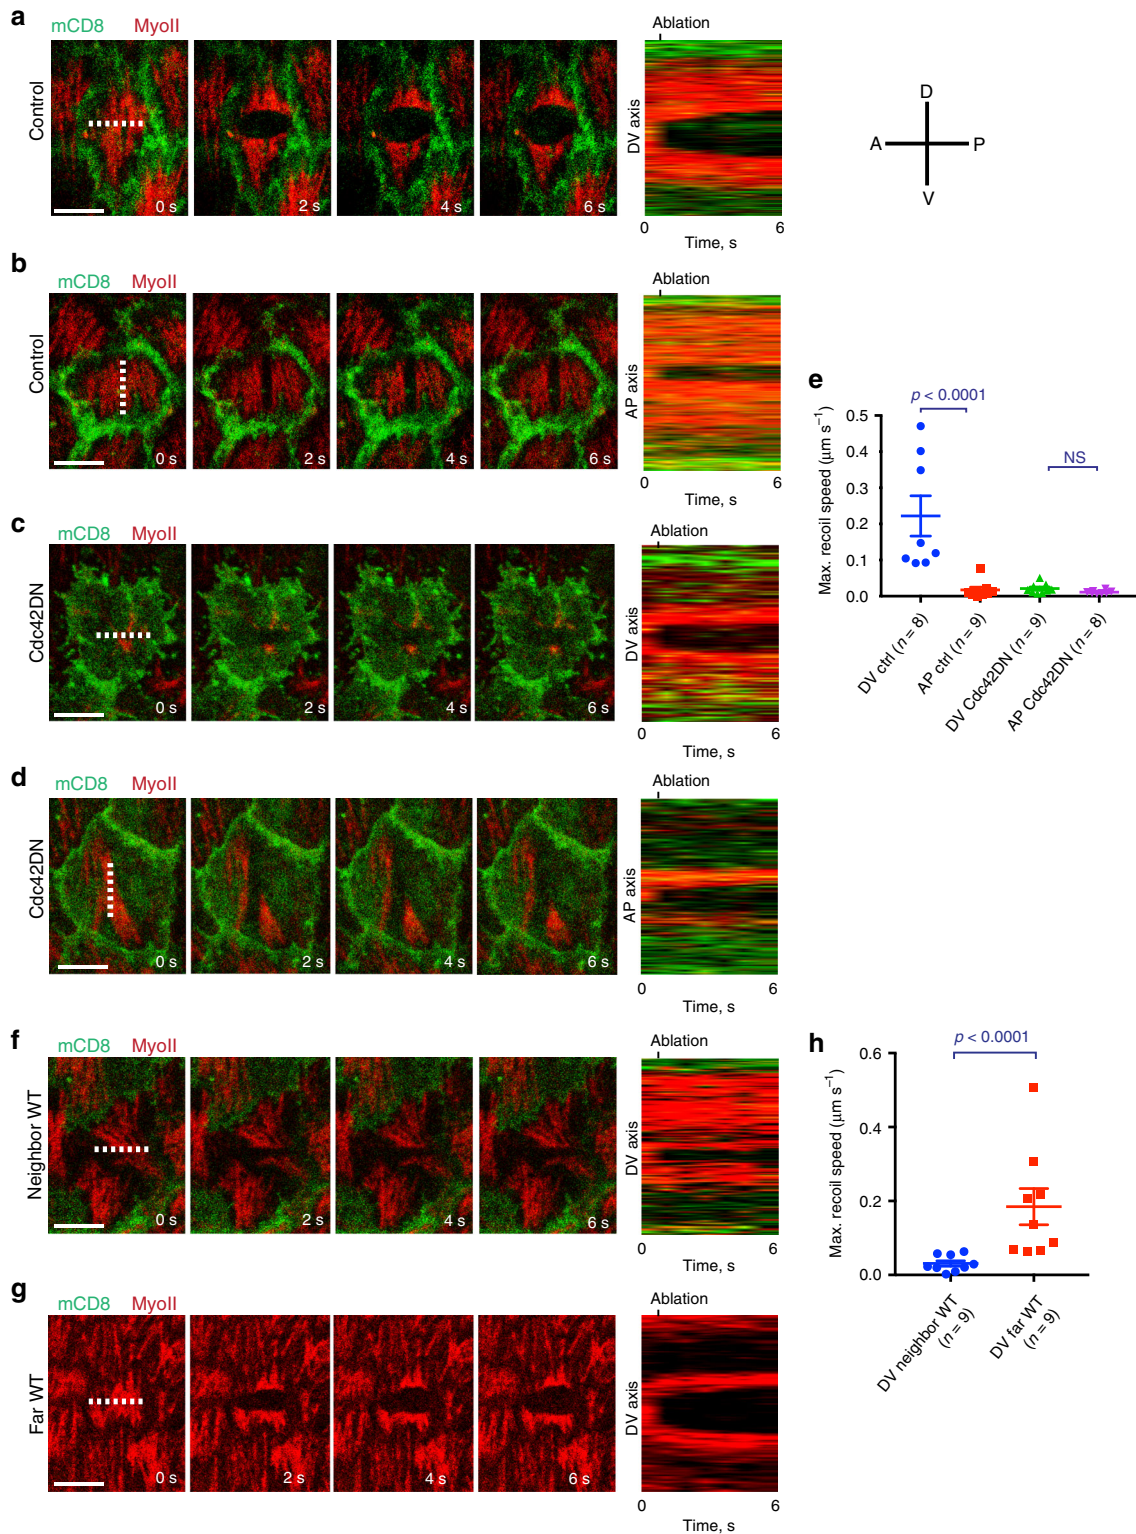 a
mCD8 MyoII
Control
0 s
2 s
4 s
6 s
Ablation
DV axis
0 6
Time, s
D
A P
V
b
mCD8 MyoII
Control
0 s
2 s
4 s
6 s
Ablation
AP axis
0 6
Time, s
c
mCD8 MyoII
Cdc42DN
0 s
2 s
4 s
6 s
Ablation
DV axis
0 6
Time, s
d
mCD8 MyoII
Cdc42DN
0 s
2 s
4 s
6 s
Ablation
AP axis
0 6
Time, s
e
p < 0.0001
NS
Max. recoil speed (μm s⁻¹)
0.5
0.4
0.3
0.2
0.1
0.0
DV ctrl (n = 8)
AP ctrl (n = 9)
DV Cdc42DN (n = 9)
AP Cdc42DN (n = 8)
f
mCD8 MyoII
Neighbor WT
0 s
2 s
4 s
6 s
Ablation
DV axis
0 6
Time, s
g
mCD8 MyoII
Far WT
0 s
2 s
4 s
6 s
Ablation
DV axis
0 6
Time, s
h
p < 0.0001
Max. recoil speed (μm s⁻¹)
0.6
0.4
0.2
0.0
DV neighbor WT
(n = 9)
DV far WT
(n = 9)